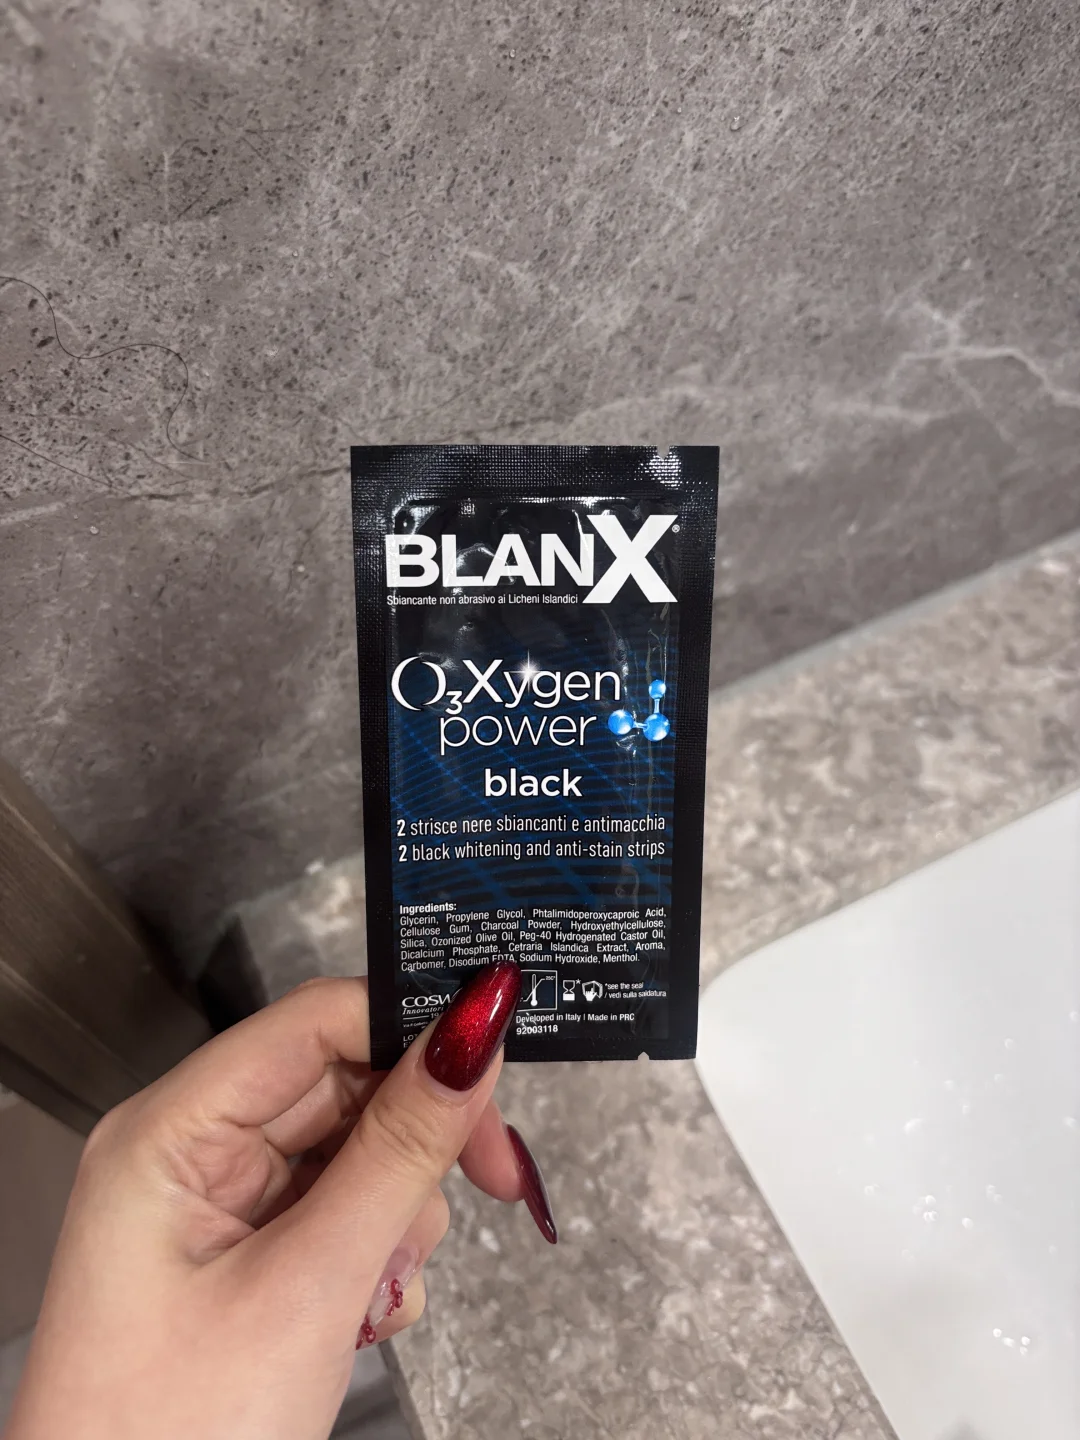 BLANX®
Sbiancante non abrasivo ai Licheni Islandici
O3Xygen
power
black
2 strisce nere sbiancanti e antimacchia
2 black whitening and anti-stain strips
Ingredients:
Glycerin, Propylene Glycol, Phtalimidoperoxycaproic Acid,
Cellulose Gum, Charcoal Powder, Hydroxyethylcellulose,
Silica, Ozonized Olive Oil, Peg-40 Hydrogenated Castor Oil,
Dicalcium Phosphate, Cetraria Islandica Extract, Aroma,
Carbomer, Disodium EDTA, Sodium Hydroxide, Menthol.
COSW
Innovatori
*see the seal
/ vedi sulla saldatura
Developed in Italy | Made in PRC
92003118